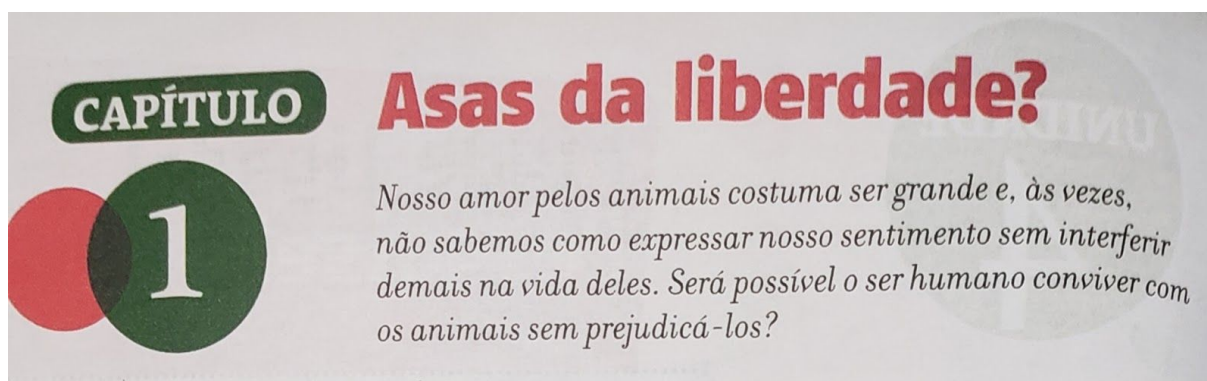 CAPÍTULO
1
Asas da liberdade?
Nosso amor pelos animais costuma ser grande e, às vezes,
não sabemos como expressar nosso sentimento sem interferir
demais na vida deles. Será possível o ser humano conviver com
os animais sem prejudicá-los?